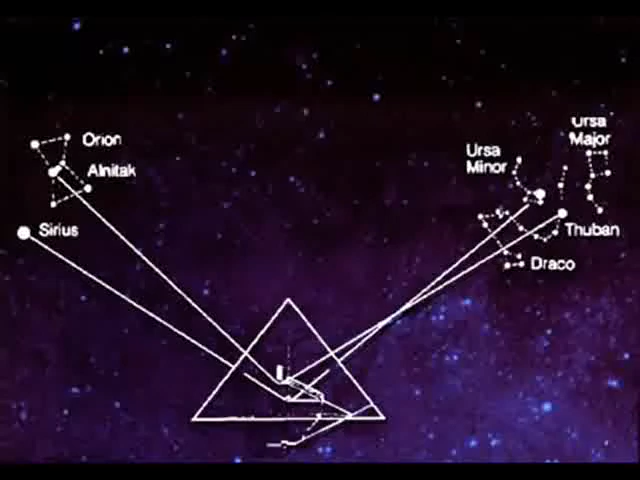 Orion
Alnitak
Sirius
Ursa
Minor
Ursa
Major
Thuban
Draco